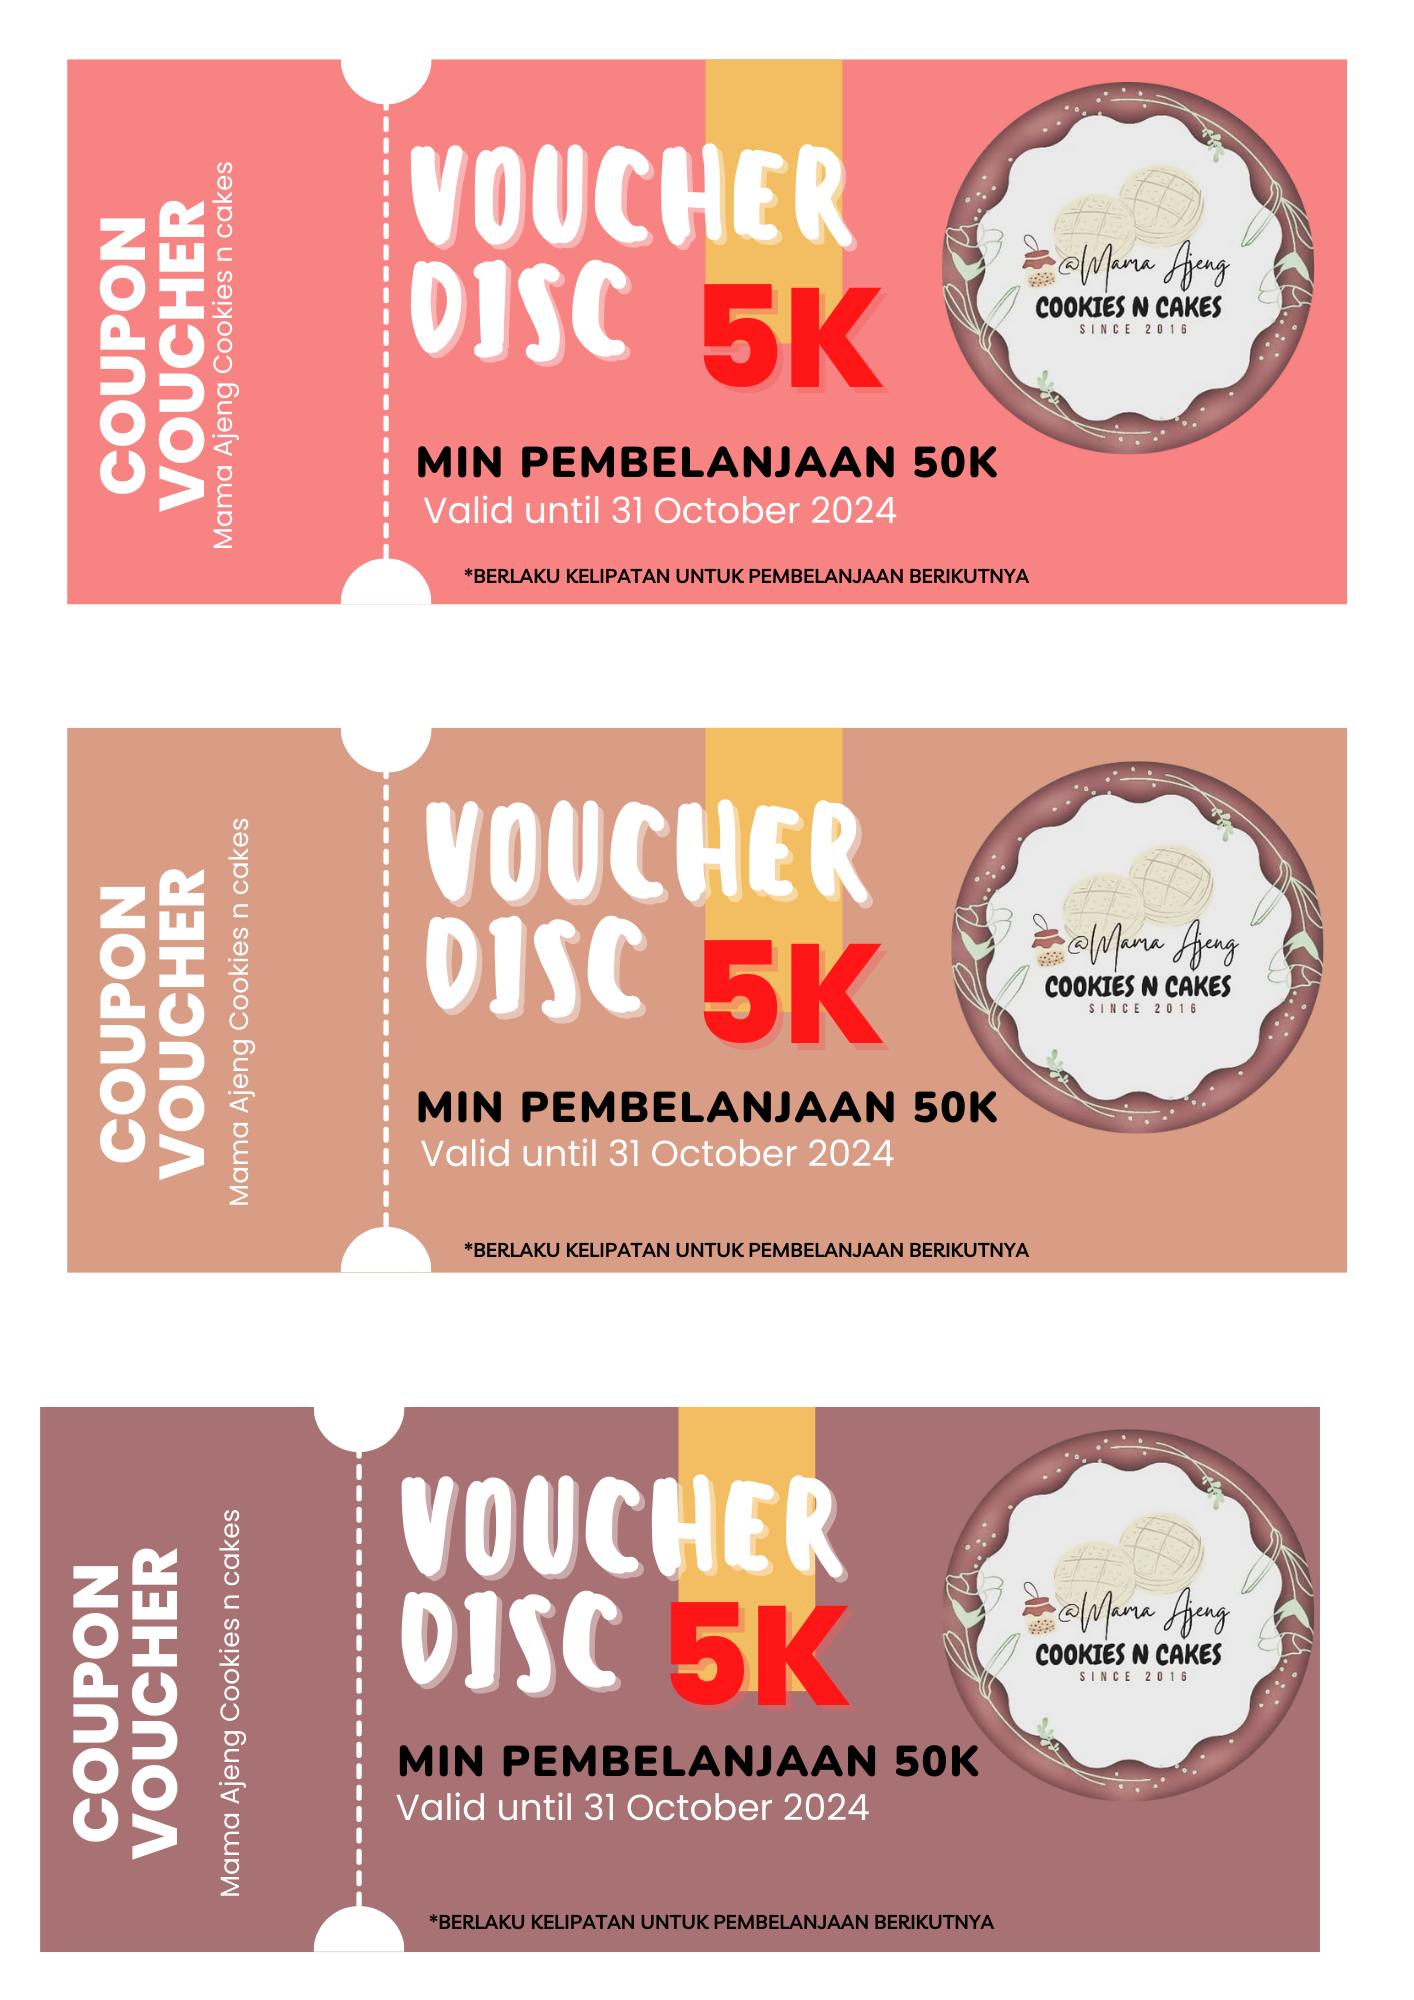 COUPON
VOUCHER
Mama Ajeng Cookies n cakes
VOUCHER
DISC
5K
MIN PEMBELANJAAN 50K
Valid until 31 October 2024
*BERLAKU KELIPATAN UNTUK PEMBELANJAAN BERIKUTNYA
@Mama Ajeng
COOKIES N CAKES
SINCE 2016
COUPON
VOUCHER
Mama Ajeng Cookies n cakes
VOUCHER
DISC
5K
MIN PEMBELANJAAN 50K
Valid until 31 October 2024
*BERLAKU KELIPATAN UNTUK PEMBELANJAAN BERIKUTNYA
@Mama Ajeng
COOKIES N CAKES
SINCE 2016
COUPON
VOUCHER
Mama Ajeng Cookies n cakes
VOUCHER
DISC
5K
MIN PEMBELANJAAN 50K
Valid until 31 October 2024
*BERLAKU KELIPATAN UNTUK PEMBELANJAAN BERIKUTNYA
@Mama Ajeng
COOKIES N CAKES
SINCE 2016